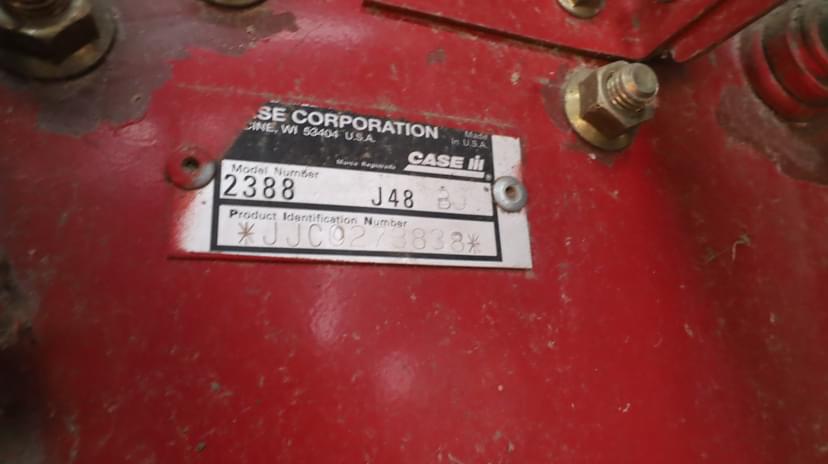 SE CORPORATION
CINE, WI 53404 U.S.A.
Made
In U.S.A.
Marca Registrada
CASE IH
Model Number
2388 J48 BJ
Product Identification Number
*JJC0273838*